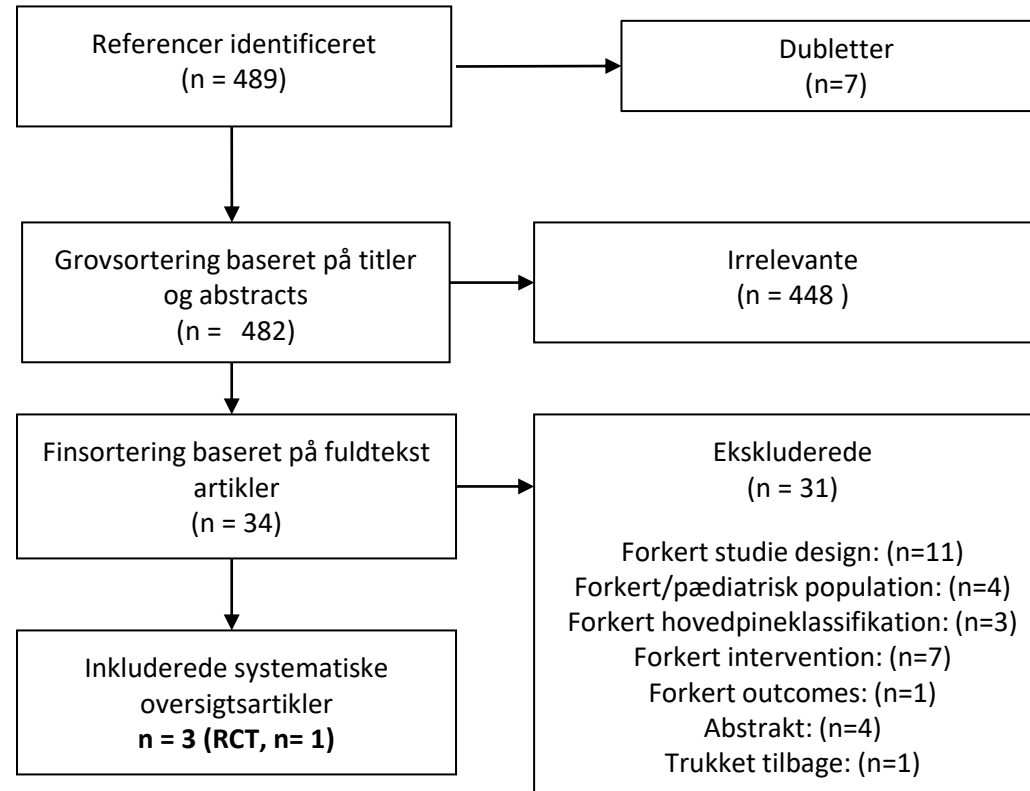 Referencer identificeret
(n = 489)
Dubletter
(n=7)
Grovsortering baseret på titler
og abstracts
(n = 482)
Irrelevante
(n = 448 )
Finsortering baseret på fuldtekst
artikler
(n = 34)
Ekskluderede
(n = 31)
Forkert studie design: (n=11)
Forkert/pædiatrisk population: (n=4)
Forkert hovedpineklassifikation: (n=3)
Forkert intervention: (n=7)
Forkert outcomes: (n=1)
Abstrakt: (n=4)
Trukket tilbage: (n=1)
Inkluderede systematiske
oversigtsartikler
n = 3 (RCT, n= 1)